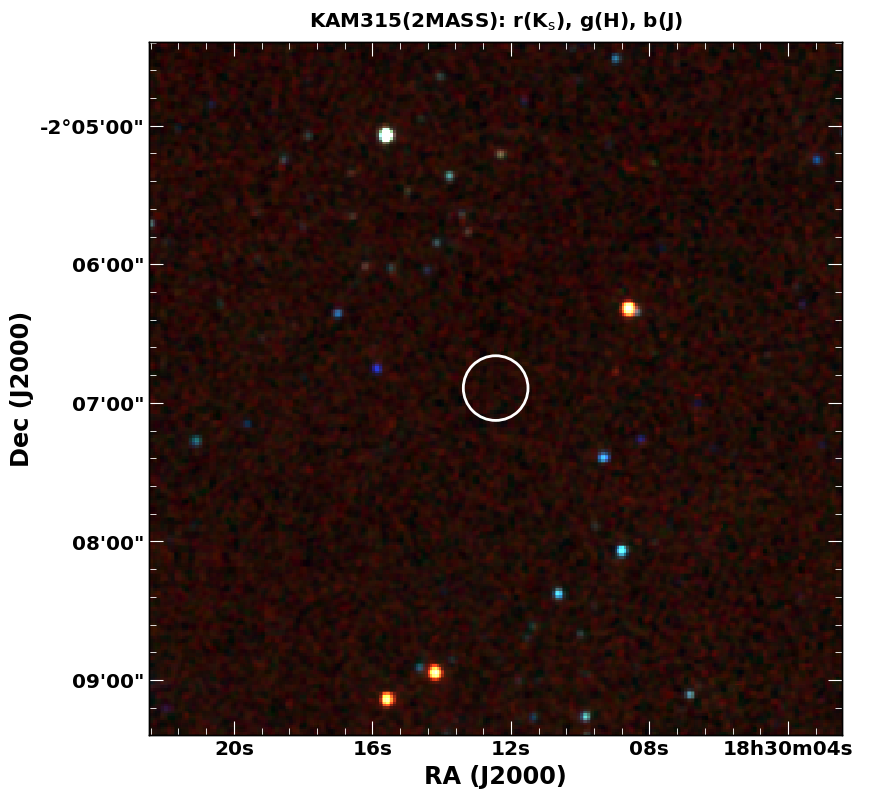 KAM315(2MASS): r(Kₛ), g(H), b(J)
-2°05'00"
06'00"
07'00"
08'00"
09'00"
Dec (J2000)
20s 16s 12s 08s 18h30m04s
RA (J2000)